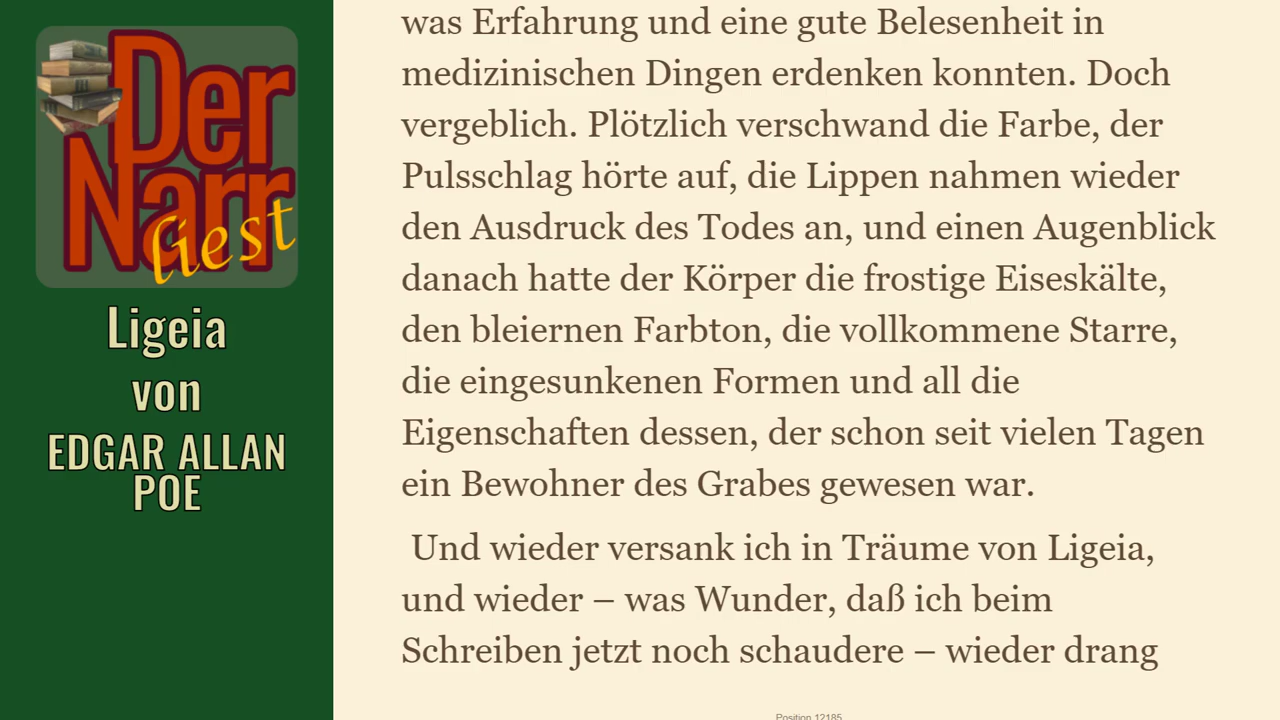 Der
Narr
liest
Ligeia
von
EDGAR ALLAN
POE
was Erfahrung und eine gute Belesenheit in
medizinischen Dingen erdenken konnten. Doch
vergeblich. Plötzlich verschwand die Farbe, der
Pulsschlag hörte auf, die Lippen nahmen wieder
den Ausdruck des Todes an, und einen Augenblick
danach hatte der Körper die frostige Eiseskälte,
den bleiernen Farbton, die vollkommene Starre,
die eingesunkenen Formen und all die
Eigenschaften dessen, der schon seit vielen Tagen
ein Bewohner des Grabes gewesen war.
Und wieder versank ich in Träume von Ligeia,
und wieder – was Wunder, daß ich beim
Schreiben jetzt noch schaudere – wieder drang
Position 12185